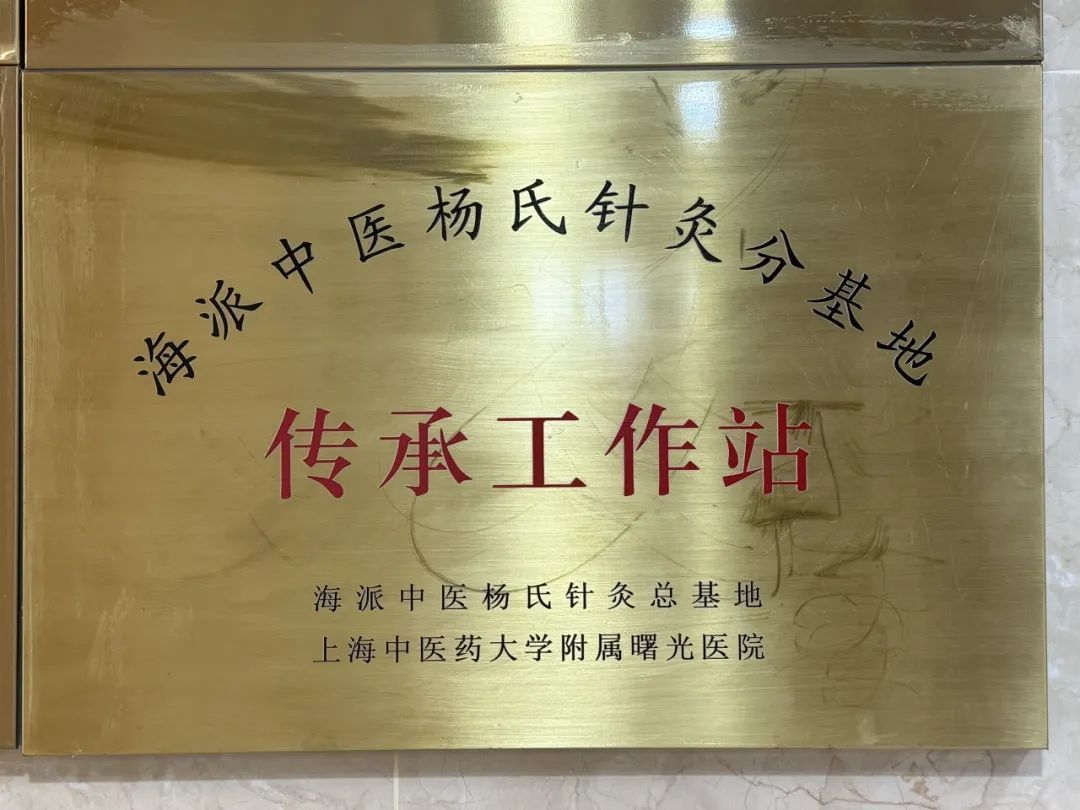 海派中医杨氏针灸分基地
传承工作站
海派中医杨氏针灸总基地
上海中医药大学附属曙光医院